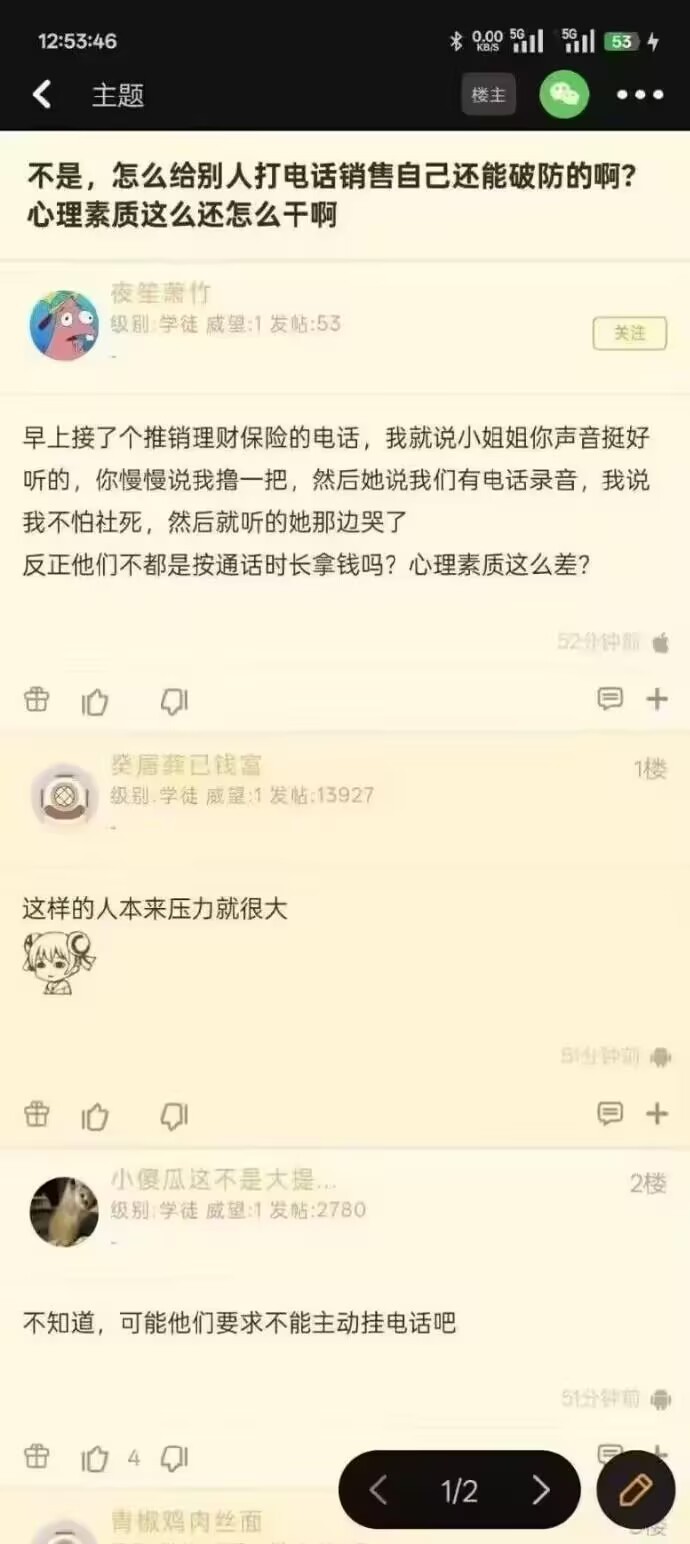 12:53:46
0.00
KB/S
5G
5G
53
主题
楼主
不是，怎么给别人打电话销售自己还能破防的啊？
心理素质这么还怎么干啊
夜笙萧竹
级别:学徒 威望:1 发帖:53
关注
-
早上接了个推销理财保险的电话，我就说小姐姐你声音挺好
听的，你慢慢说我撸一把，然后她说我们有电话录音，我说
我不怕社死，然后就听的她那边哭了
反正他们不都是按通话时长拿钱吗？心理素质这么差？
52分钟前
1楼
级别:学徒 威望:1 发帖:13927
-
这样的人本来压力就很大
51分钟前
小傻瓜这不是大提...
2楼
级别:学徒 威望:1 发帖:2780
-
不知道，可能他们要求不能主动挂电话吧
51分钟前
4
1/2
青椒鸡肉丝面